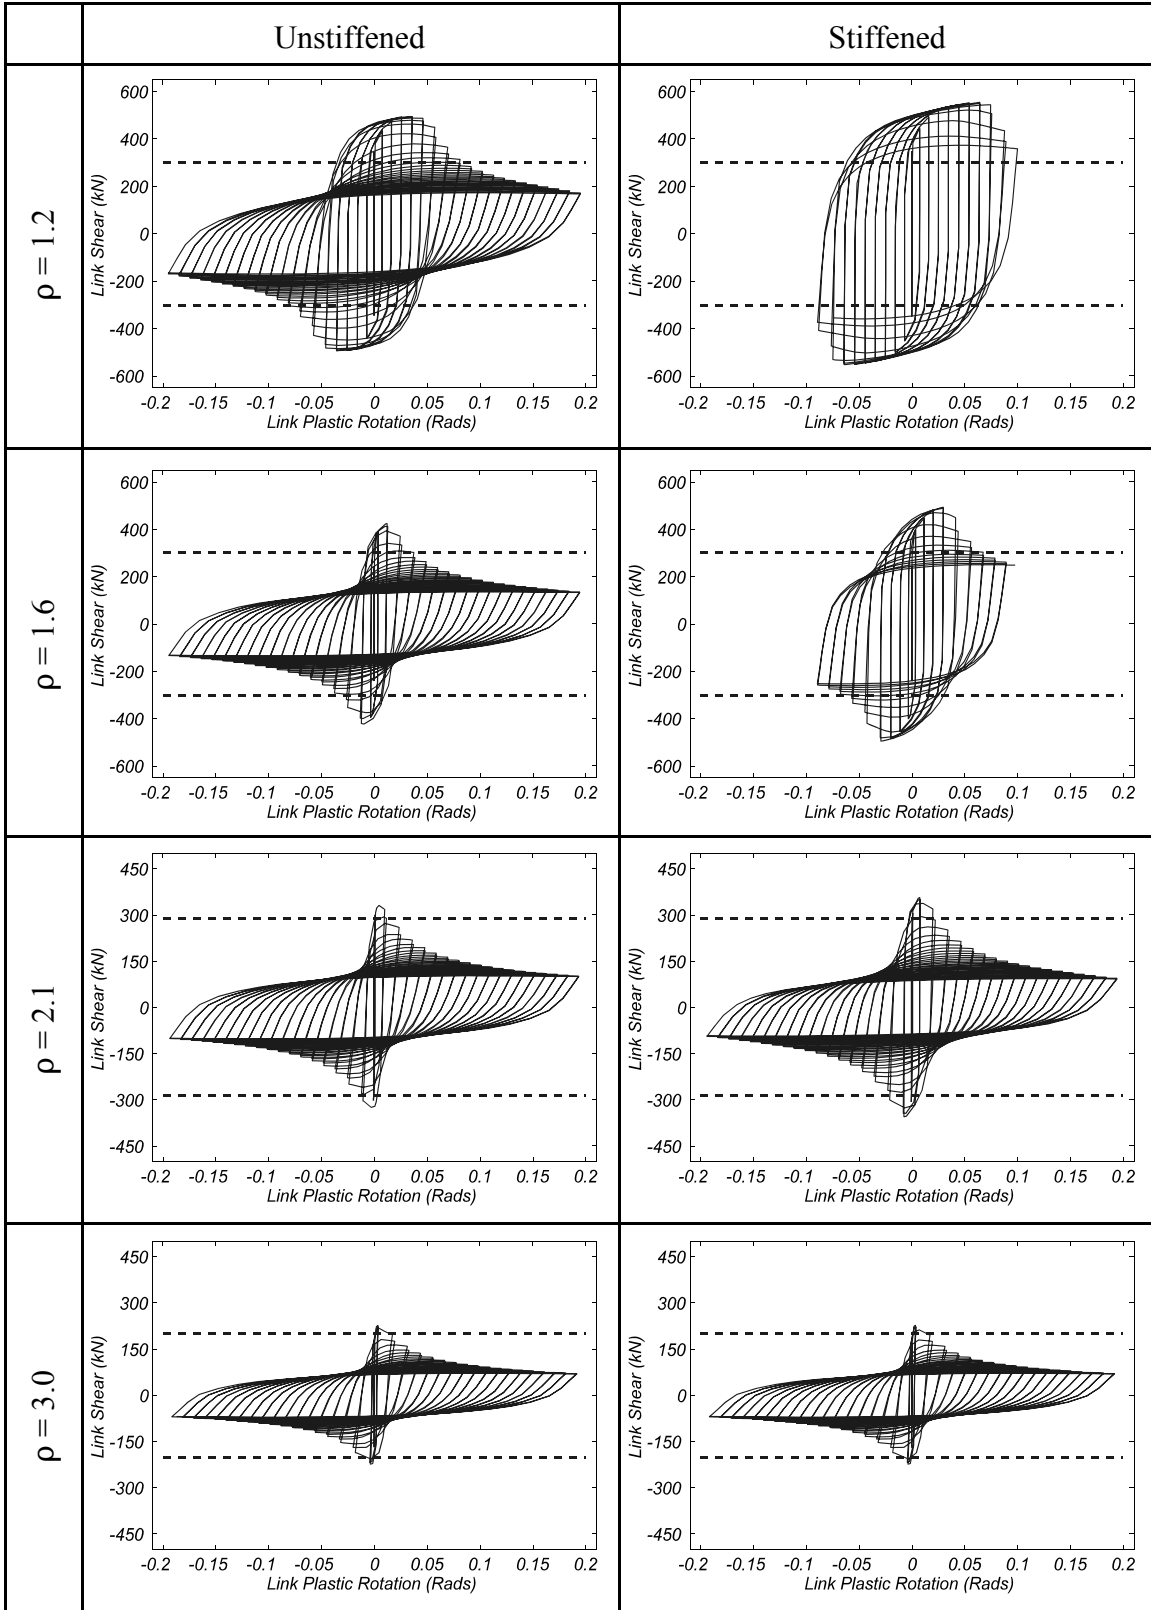 Unstiffened
Stiffened
ρ = 1.2
600
400
200
0
-200
-400
-600
Link Shear (kN)
-0.2 -0.15 -0.1 -0.05 0 0.05 0.1 0.15 0.2
Link Plastic Rotation (Rads)
600
400
200
0
-200
-400
-600
Link Shear (kN)
-0.2 -0.15 -0.1 -0.05 0 0.05 0.1 0.15 0.2
Link Plastic Rotation (Rads)
ρ = 1.6
600
400
200
0
-200
-400
-600
Link Shear (kN)
-0.2 -0.15 -0.1 -0.05 0 0.05 0.1 0.15 0.2
Link Plastic Rotation (Rads)
600
400
200
0
-200
-400
-600
Link Shear (kN)
-0.2 -0.15 -0.1 -0.05 0 0.05 0.1 0.15 0.2
Link Plastic Rotation (Rads)
ρ = 2.1
450
300
150
0
-150
-300
-450
Link Shear (kN)
-0.2 -0.15 -0.1 -0.05 0 0.05 0.1 0.15 0.2
Link Plastic Rotation (Rads)
450
300
150
0
-150
-300
-450
Link Shear (kN)
-0.2 -0.15 -0.1 -0.05 0 0.05 0.1 0.15 0.2
Link Plastic Rotation (Rads)
ρ = 3.0
450
300
150
0
-150
-300
-450
Link Shear (kN)
-0.2 -0.15 -0.1 -0.05 0 0.05 0.1 0.15 0.2
Link Plastic Rotation (Rads)
450
300
150
0
-150
-300
-450
Link Shear (kN)
-0.2 -0.15 -0.1 -0.05 0 0.05 0.1 0.15 0.2
Link Plastic Rotation (Rads)